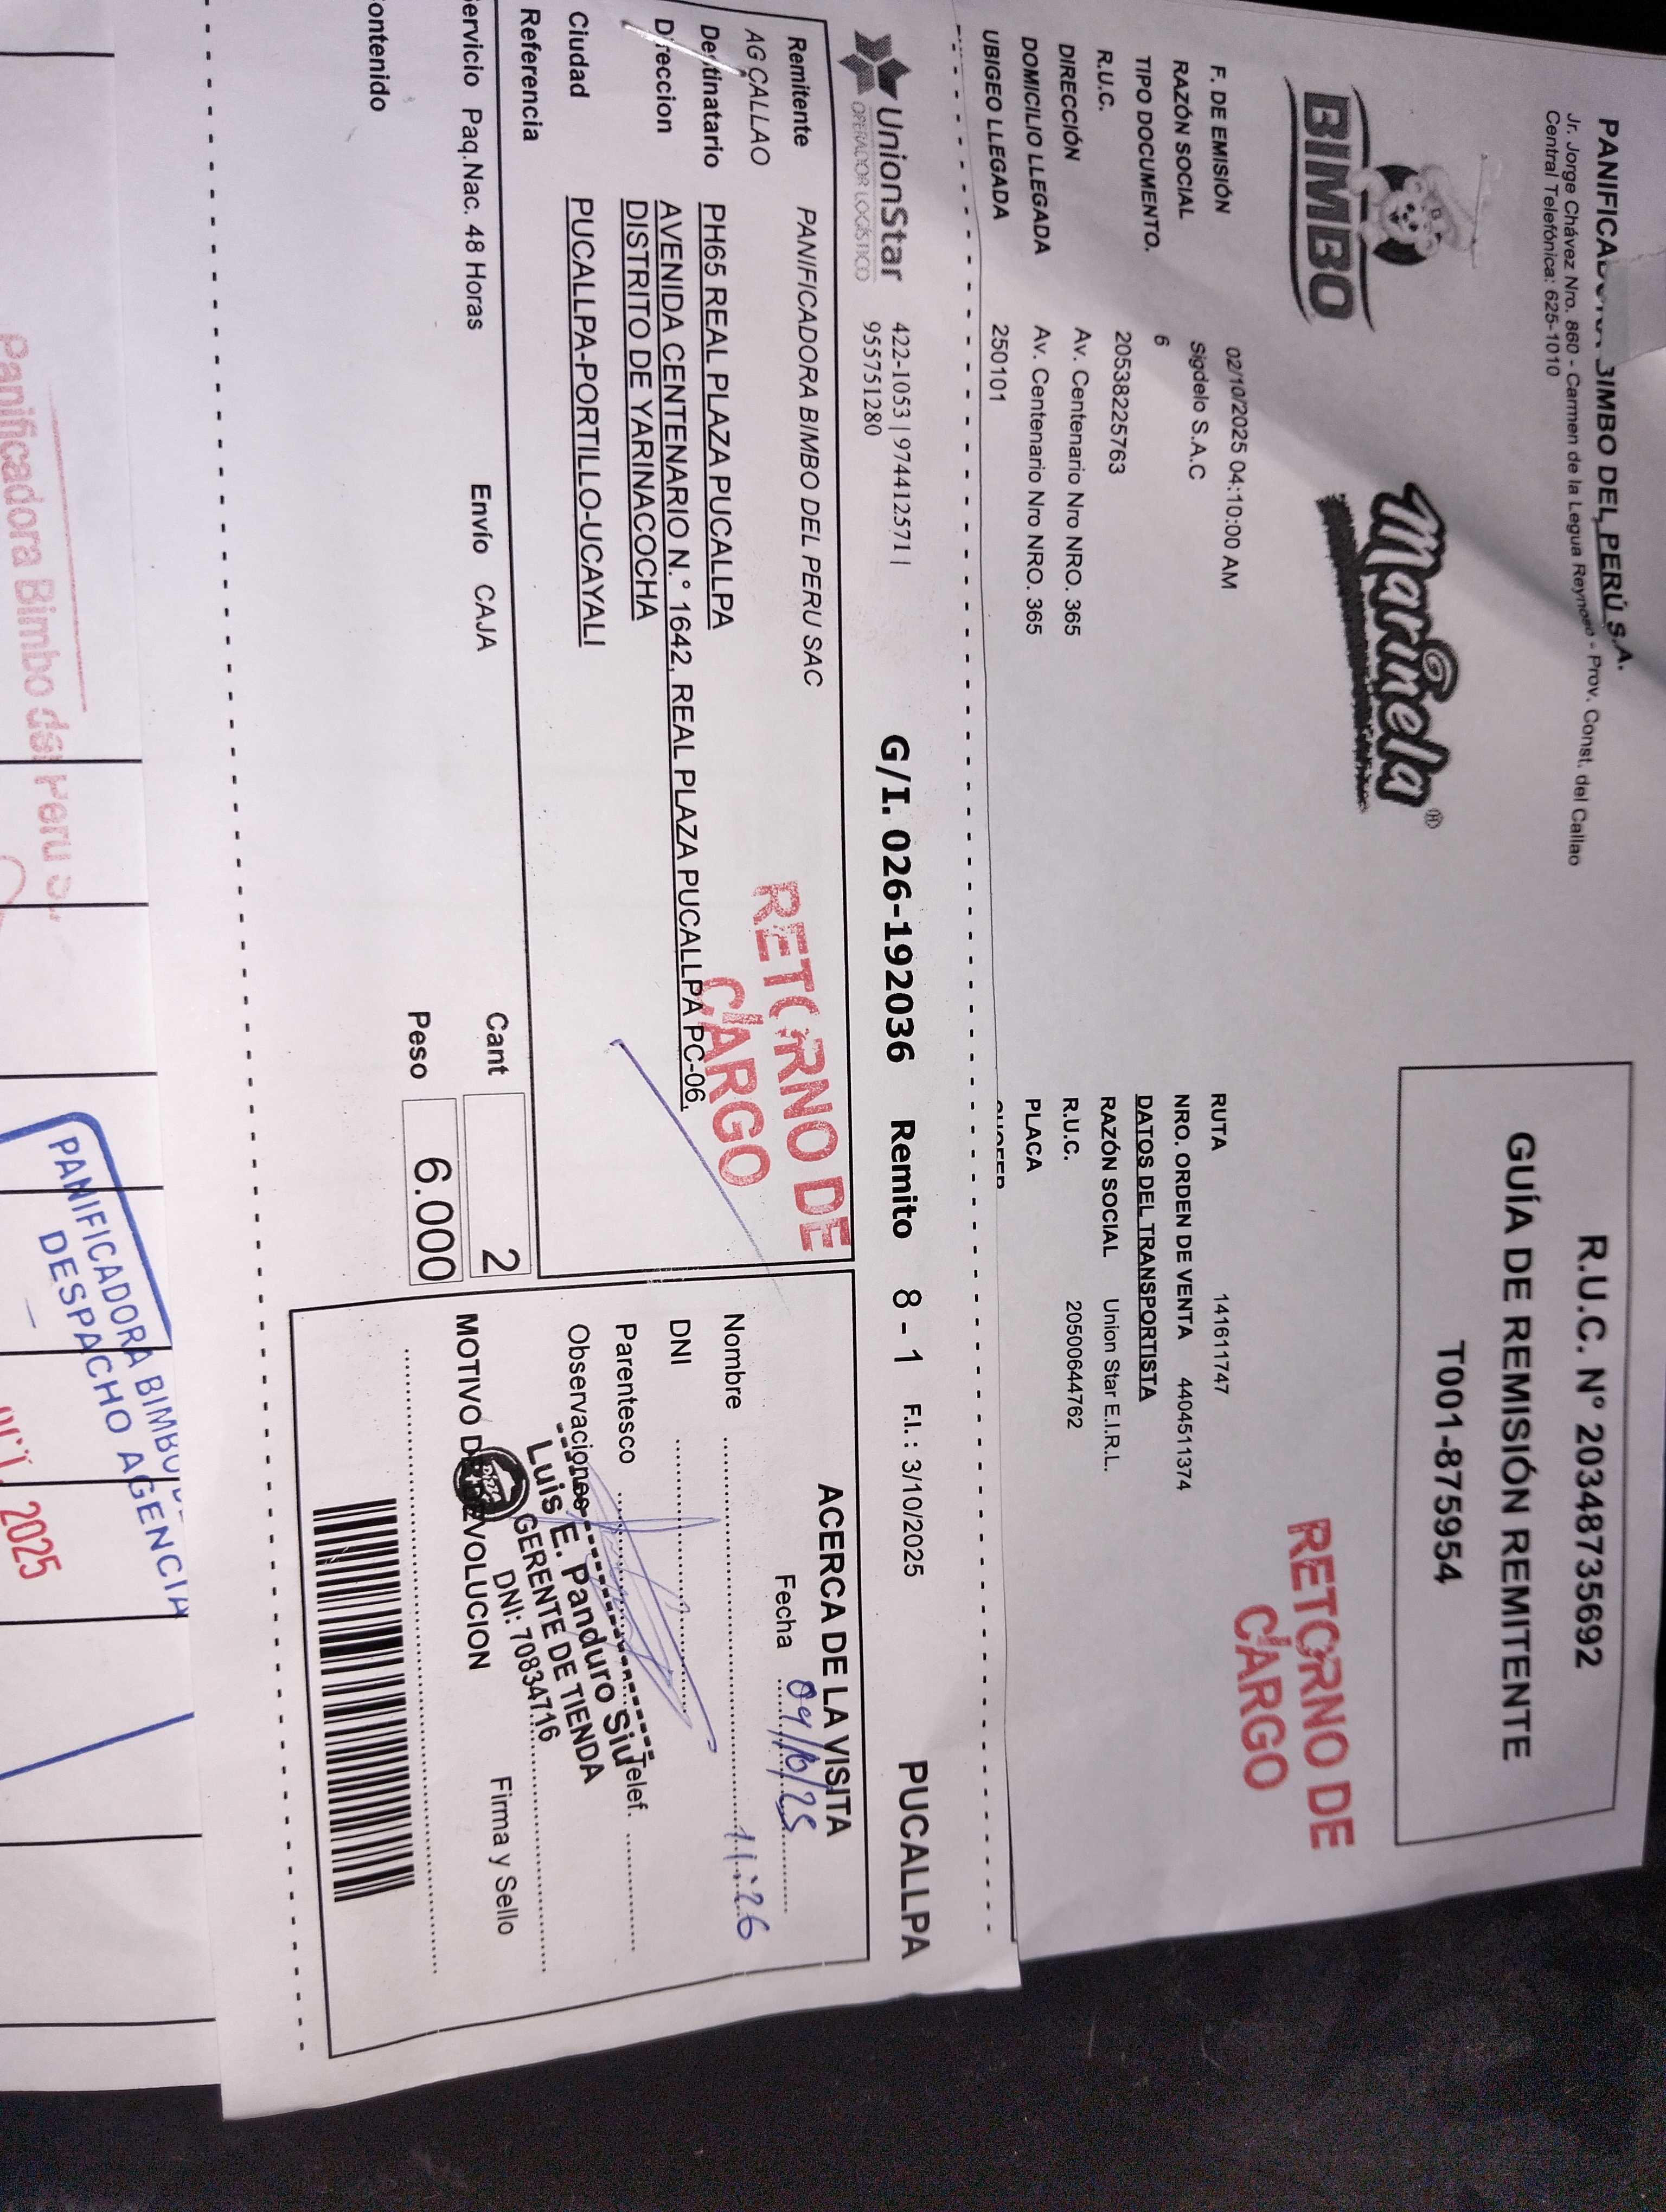 BIMBO DEL PERÚ S.A.
Jr. Jorge Chávez Nro. 860 - Carmen de la Legua Reynoso - Prov. Const. del Callao
Central Telefónica: 625-1010
R.U.C. Nº 20348735692
GUÍA DE REMISIÓN REMITENTE
T001-8759954
BIMBO
Marinela®
RETORNO DE
CARGO
F. DE EMISIÓN 02/10/2025 04:10:00 AM
RAZÓN SOCIAL Sigdelo S.A.C
TIPO DOCUMENTO. 6
R.U.C. 20538225763
DIRECCIÓN Av. Centenario Nro NRO. 365
DOMICILIO LLEGADA Av. Centenario Nro NRO. 365
UBIGEO LLEGADA 250101
RUTA 141611747
NRO. ORDEN DE VENTA 4404511374
DATOS DEL TRANSPORTISTA
RAZÓN SOCIAL Union Star E.I.R.L.
R.U.C. 20500644762
PLACA
CHOFER
UnionStar
OPERADOR LOGÍSTICO
422-1053 | 974412571 |
955751280
G/I. 026-192036 Remito 8 - 1 F.I. : 3/10/2025 PUCALLPA
Remitente PANIFICADORA BIMBO DEL PERU SAC
AG CALLAO
Destinatario PH65 REAL PLAZA PUCALLPA
Direccion AVENIDA CENTENARIO N.° 1642, REAL PLAZA PUCALLPA PC-06,
DISTRITO DE YARINACOCHA
Ciudad PUCALLPA-PORTILLO-UCAYALI
Referencia
RETORNO DE
CARGO
Servicio Paq.Nac. 48 Horas Envío CAJA Cant 2
Peso 6.000
Contenido
ACERCA DE LA VISITA
Fecha 09/10/25
Nombre 11:26
DNI
Parentesco Telef.
Observaciones
Luis E. Panduro Siu
GERENTE DE TIENDA
DNI: 70834716
Firma y Sello
MOTIVO DEVOLUCION
Panificadora Bimbo del Peru S.
PANIFICADORA BIMBO
DESPACHO AGENCIA
2025